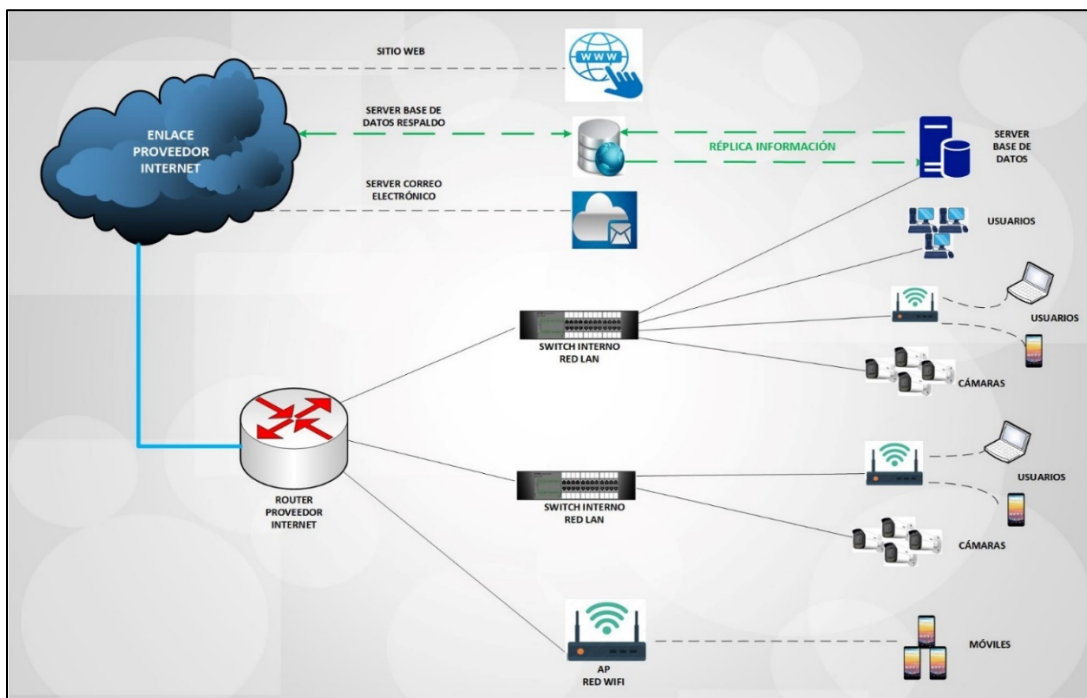 SITIO WEB
WWW
ENLACE
PROVEEDOR
INTERNET
SERVER BASE DE
DATOS RESPALDO
RÉPLICA INFORMACIÓN
SERVER
BASE DE
DATOS
SERVER CORREO
ELECTRÓNICO
USUARIOS
USUARIOS
SWITCH INTERNO
RED LAN
CÁMARAS
ROUTER
PROVEEDOR
INTERNET
SWITCH INTERNO
RED LAN
USUARIOS
CÁMARAS
AP
RED WIFI
MÓVILES